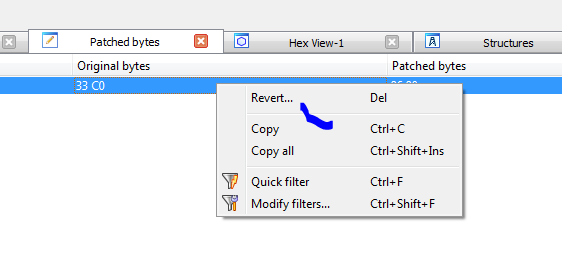 Patched bytes
Hex View-1
Structures
Original bytes
Patched bytes
33 C0
Revert... Del
Copy Ctrl+C
Copy all Ctrl+Shift+Ins
Quick filter Ctrl+F
Modify filters... Ctrl+Shift+F